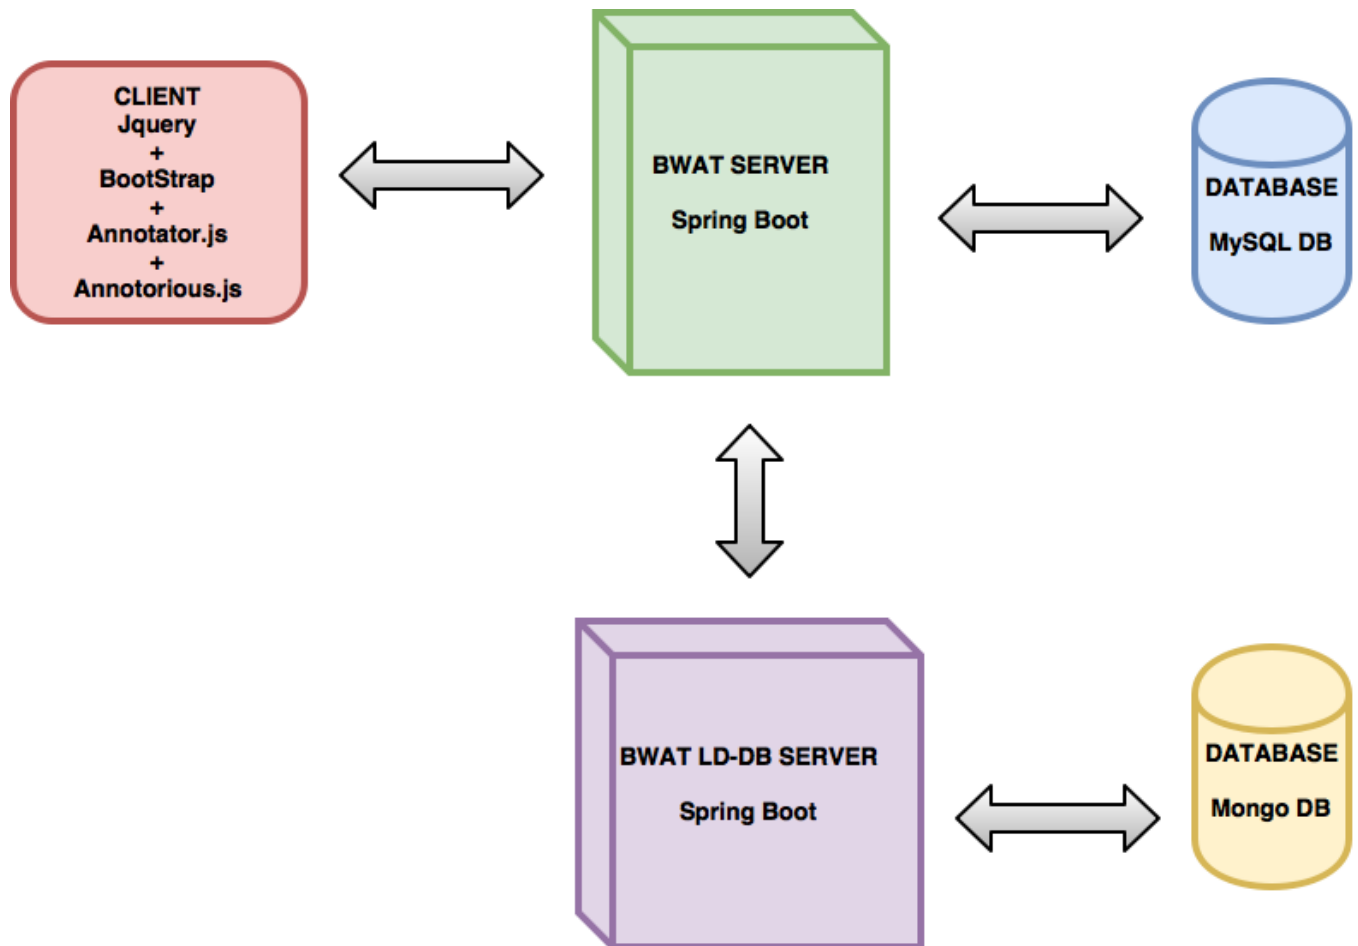 CLIENT
Jquery
+
BootStrap
+
Annotator.js
+
Annotorious.js
BWAT SERVER
Spring Boot
DATABASE
MySQL DB
BWAT LD-DB SERVER
Spring Boot
DATABASE
Mongo DB